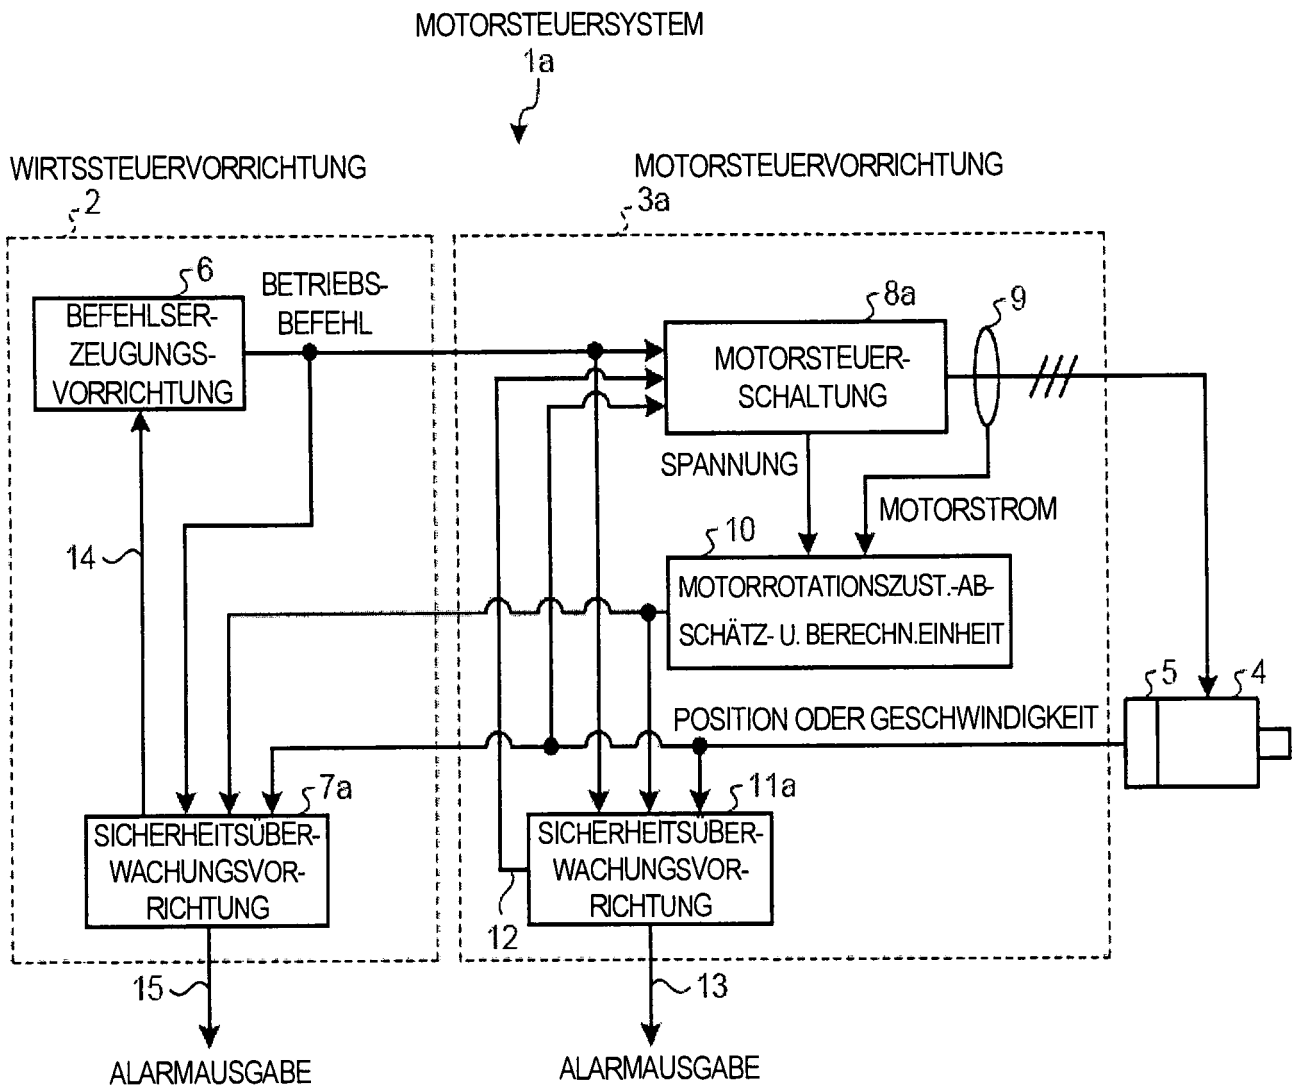 MOTORSTEUERSYSTEM
1a
WIRTSSTEUERVORRICHTUNG
2
MOTORSTEUERVORRICHTUNG
3a
6
BEFEHLSER-
ZEUGUNGS-
VORRICHTUNG
BETRIEBS-
BEFEHL
8a
MOTORSTEUER-
SCHALTUNG
9
SPANNUNG
MOTORSTROM
10
MOTORROTATIONSZUST.-AB-
SCHÄTZ- U. BERECHN.EINHEIT
14
5
4
POSITION ODER GESCHWINDIGKEIT
7a
SICHERHEITSÜBER-
WACHUNGSVOR-
RICHTUNG
11a
SICHERHEITSÜBER-
WACHUNGSVOR-
RICHTUNG
12
15
13
ALARMAUSGABE
ALARMAUSGABE